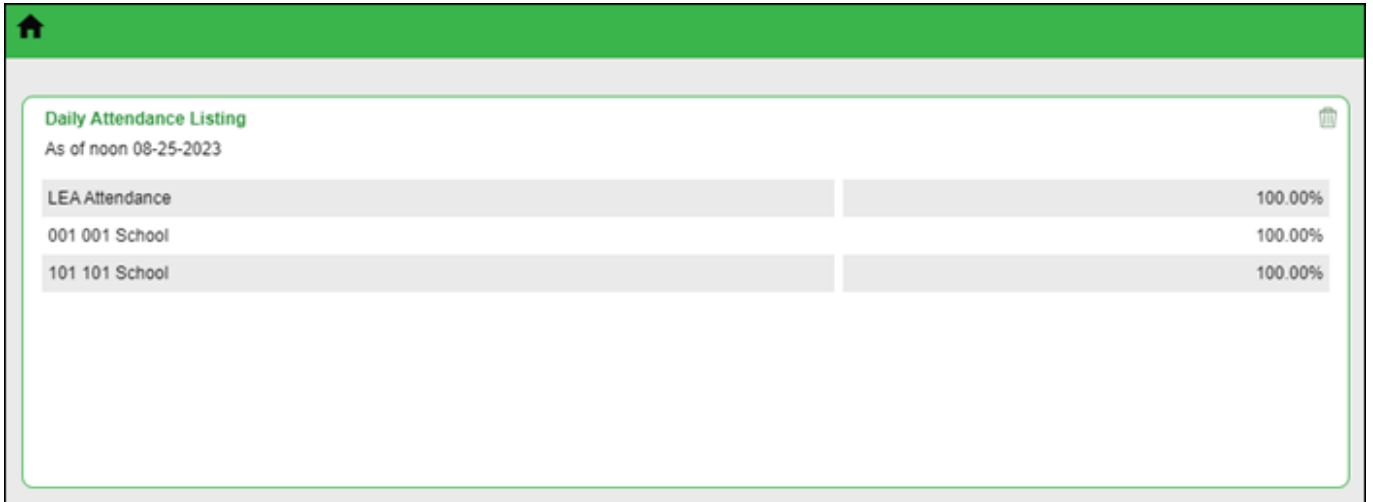 Daily Attendance Listing
As of noon 08-25-2023
LEA Attendance 100.00%
001 001 School 100.00%
101 101 School 100.00%